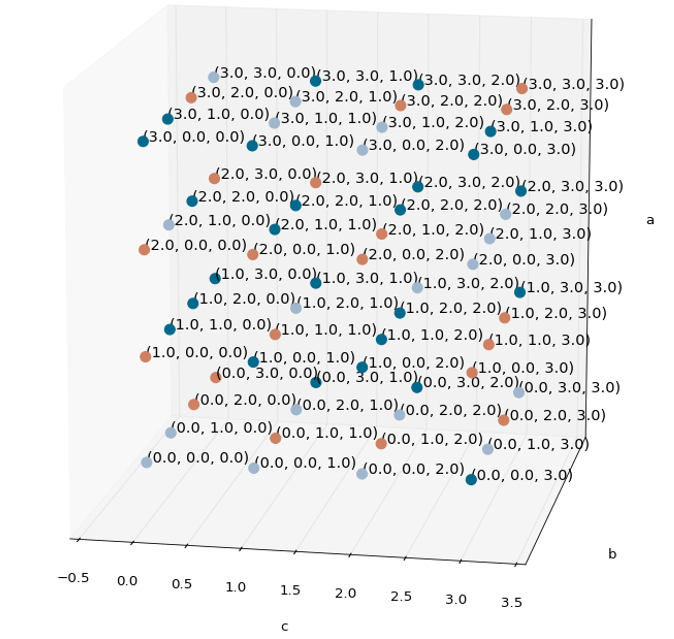 (3.0, 3.0, 0.0) (3.0, 3.0, 1.0) (3.0, 3.0, 2.0) (3.0, 3.0, 3.0)
(3.0, 2.0, 0.0) (3.0, 2.0, 1.0) (3.0, 2.0, 2.0) (3.0, 2.0, 3.0)
(3.0, 1.0, 0.0) (3.0, 1.0, 1.0) (3.0, 1.0, 2.0) (3.0, 1.0, 3.0)
(3.0, 0.0, 0.0) (3.0, 0.0, 1.0) (3.0, 0.0, 2.0) (3.0, 0.0, 3.0)
(2.0, 3.0, 0.0) (2.0, 3.0, 1.0) (2.0, 3.0, 2.0) (2.0, 3.0, 3.0)
(2.0, 2.0, 0.0) (2.0, 2.0, 1.0) (2.0, 2.0, 2.0) (2.0, 2.0, 3.0)
a
(2.0, 1.0, 0.0) (2.0, 1.0, 1.0) (2.0, 1.0, 2.0) (2.0, 1.0, 3.0)
(2.0, 0.0, 0.0) (2.0, 0.0, 1.0) (2.0, 0.0, 2.0) (2.0, 0.0, 3.0)
(1.0, 3.0, 0.0) (1.0, 3.0, 1.0) (1.0, 3.0, 2.0) (1.0, 3.0, 3.0)
(1.0, 2.0, 0.0) (1.0, 2.0, 1.0) (1.0, 2.0, 2.0) (1.0, 2.0, 3.0)
(1.0, 1.0, 0.0) (1.0, 1.0, 1.0) (1.0, 1.0, 2.0) (1.0, 1.0, 3.0)
(1.0, 0.0, 0.0) (1.0, 0.0, 1.0) (1.0, 0.0, 2.0) (1.0, 0.0, 3.0)
(0.0, 3.0, 0.0) (0.0, 3.0, 1.0) (0.0, 3.0, 2.0) (0.0, 3.0, 3.0)
(0.0, 2.0, 0.0) (0.0, 2.0, 1.0) (0.0, 2.0, 2.0) (0.0, 2.0, 3.0)
(0.0, 1.0, 0.0) (0.0, 1.0, 1.0) (0.0, 1.0, 2.0) (0.0, 1.0, 3.0)
(0.0, 0.0, 0.0) (0.0, 0.0, 1.0) (0.0, 0.0, 2.0) (0.0, 0.0, 3.0)
b
−0.5 0.0 0.5 1.0 1.5 2.0 2.5 3.0 3.5
c